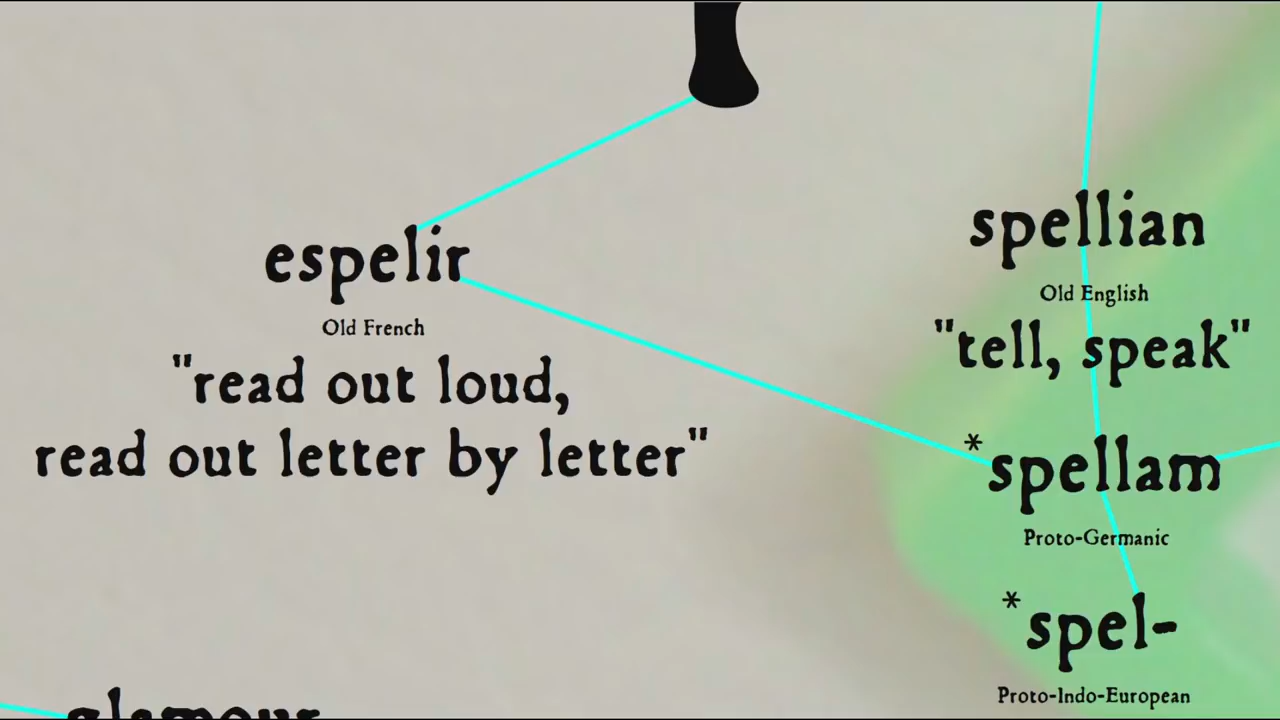 espelir
Old French
"read out loud,
read out letter by letter"
spellian
Old English
"tell, speak"
*spellam
Proto-Germanic
*spel-
Proto-Indo-European
glamour